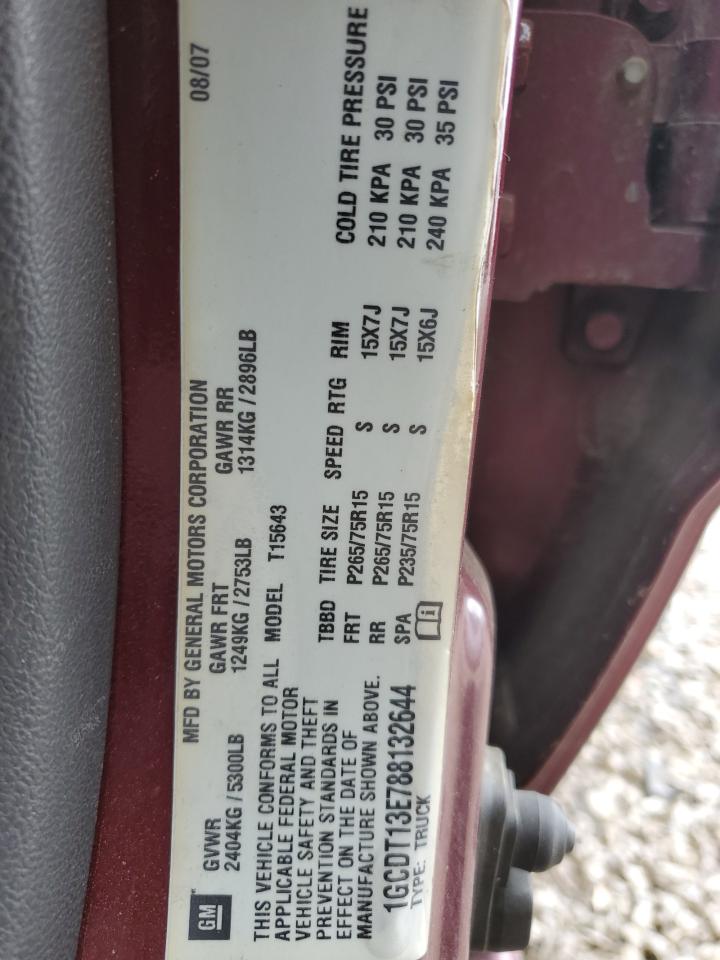 GM
MFD BY GENERAL MOTORS CORPORATION
08/07
GVWR GAWR FRT GAWR RR
2404KG/5300LB 1249KG/2753LB 1314KG/2896LB
THIS VEHICLE CONFORMS TO ALL
APPLICABLE FEDERAL MOTOR
VEHICLE SAFETY AND THEFT
PREVENTION STANDARDS IN
EFFECT ON THE DATE OF
MANUFACTURE SHOWN ABOVE.
1GCDT13E788132644
TYPE: TRUCK
MODEL T15643
TBBD TIRE SIZE SPEED RTG RIM COLD TIRE PRESSURE
FRT P265/75R15 S 15X7J 210 KPA 30 PSI
RR P265/75R15 S 15X7J 210 KPA 30 PSI
SPA P235/75R15 S 15X6J 240 KPA 35 PSI